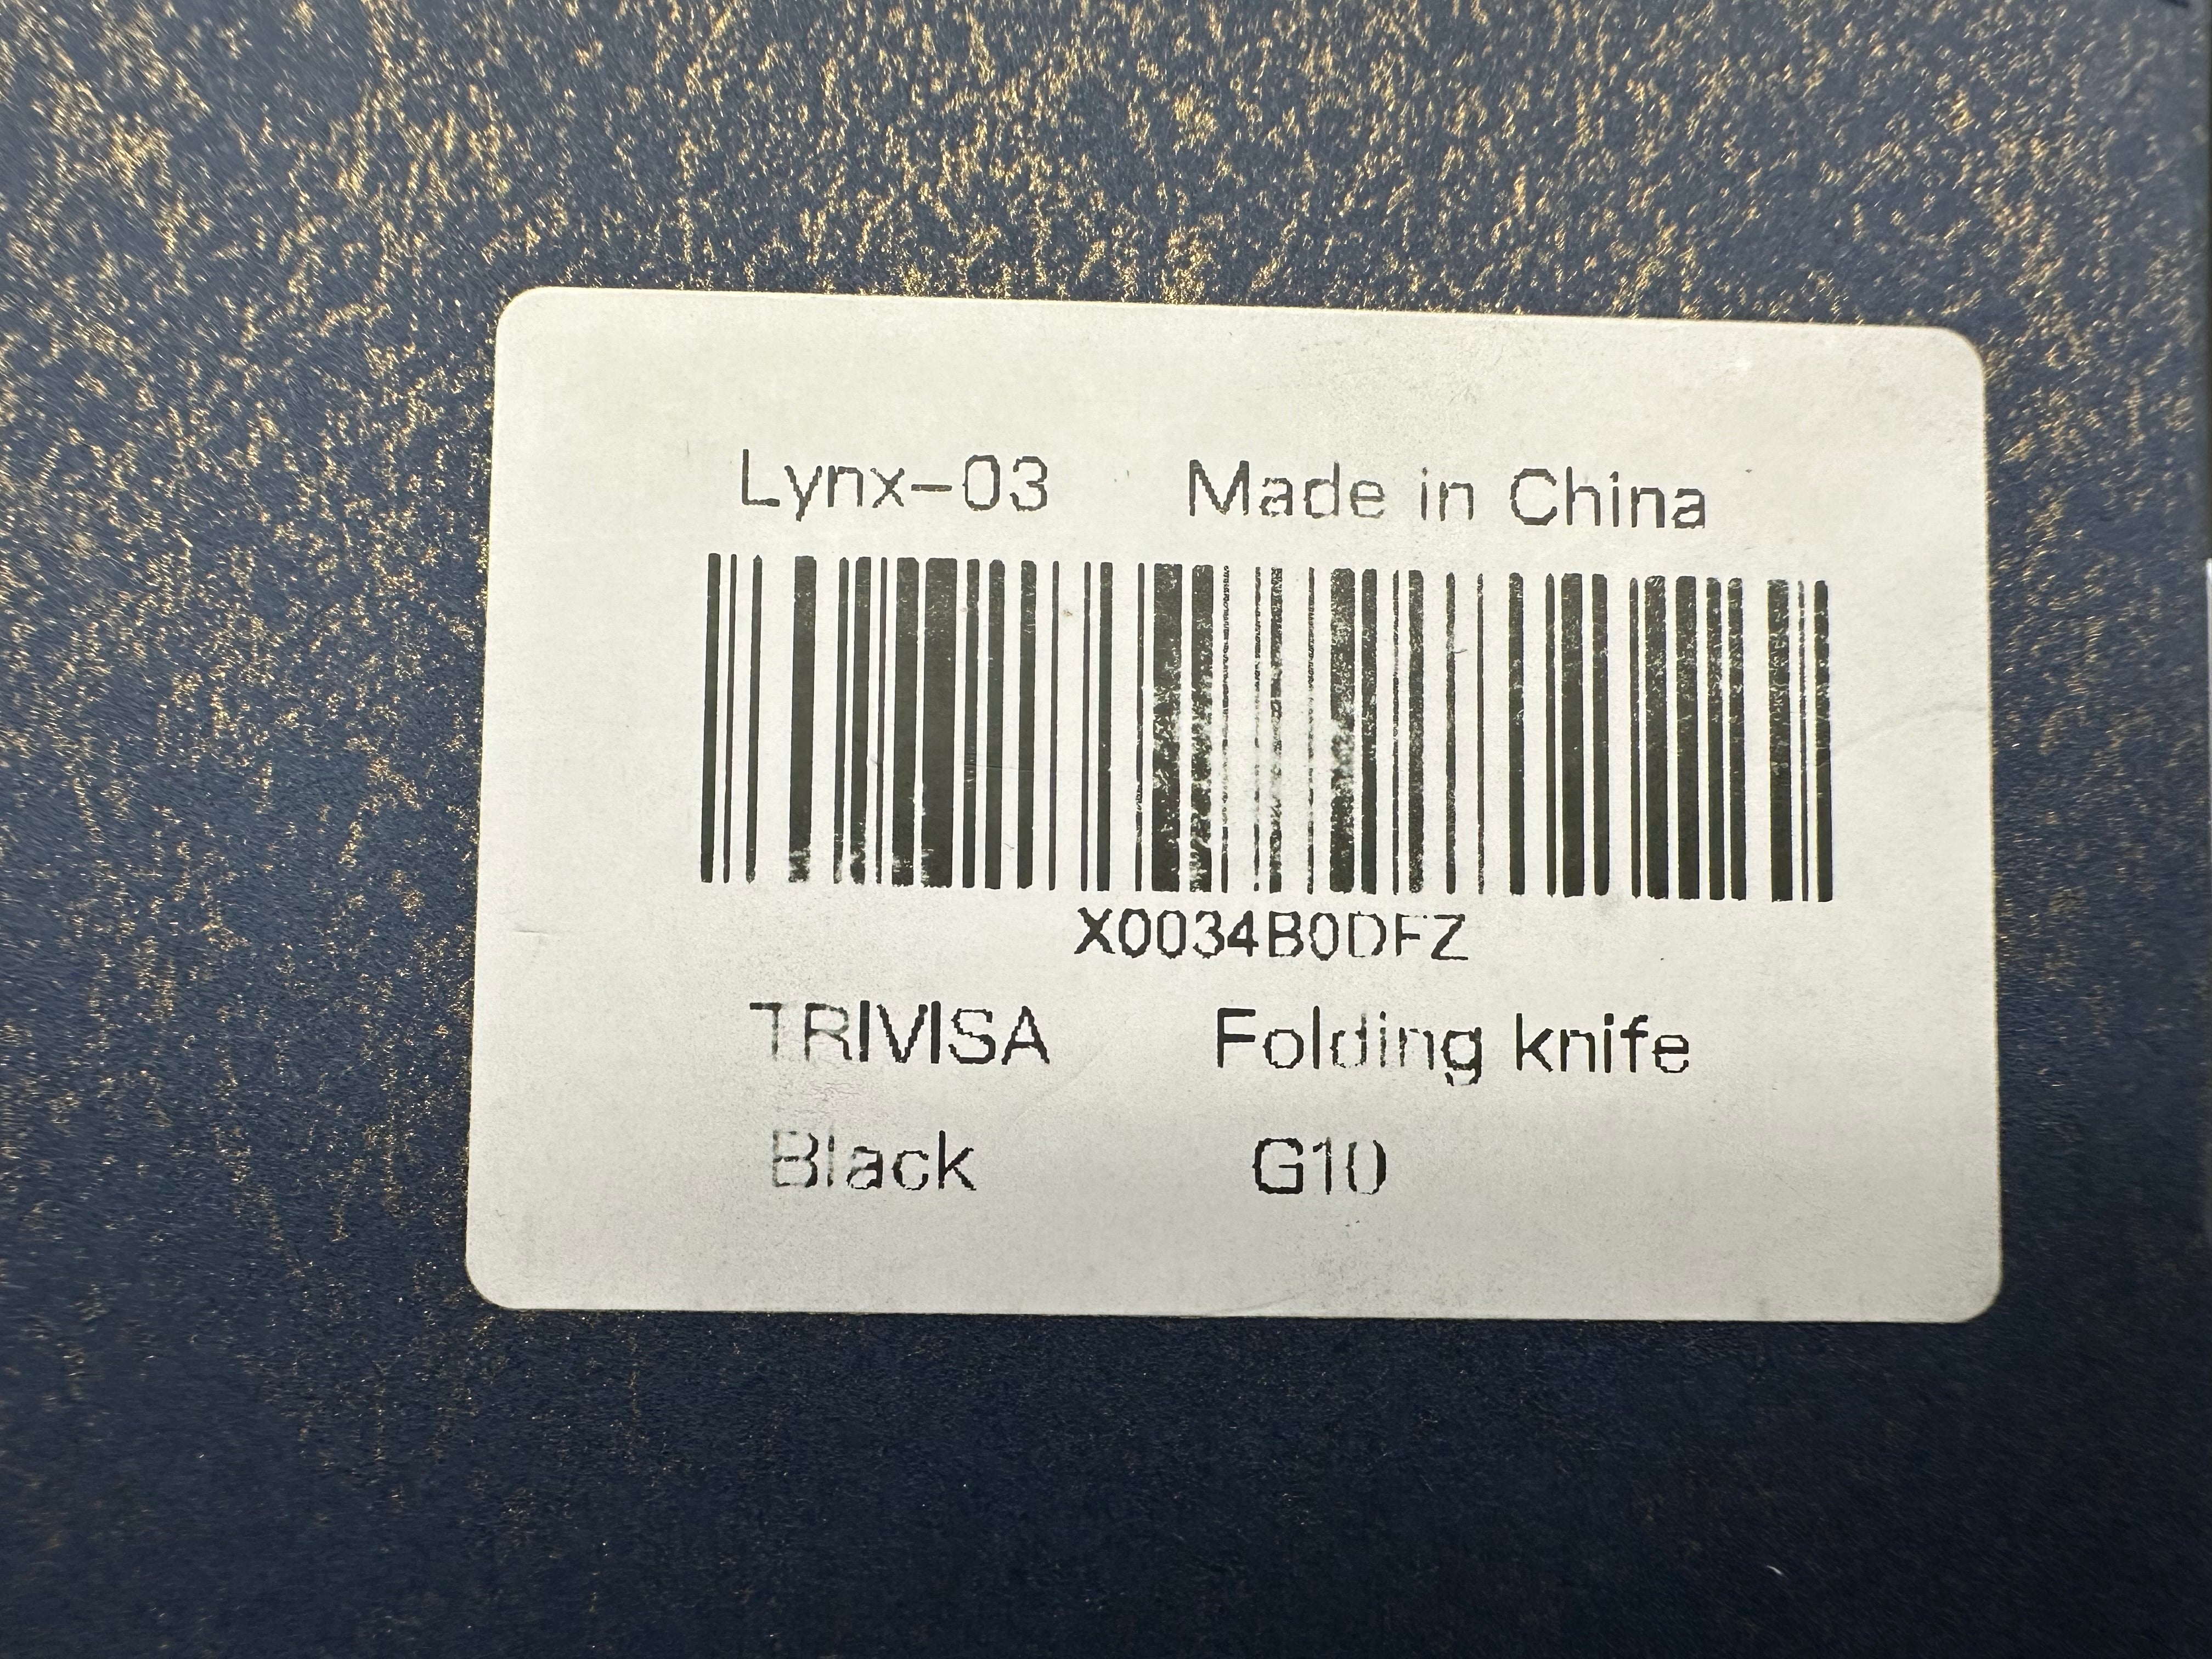 Lynx-03 Made in China
X0034B0DFZ
TRIVISA Folding knife
Black G10